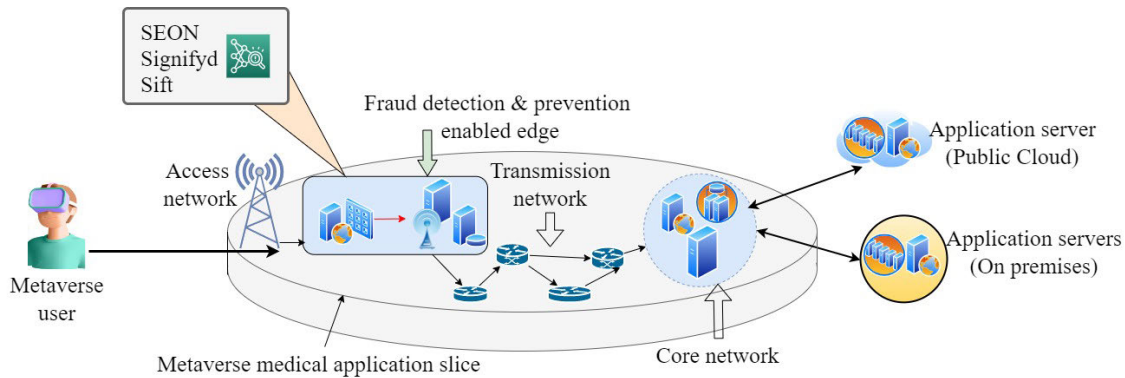 SEON
Signifyd
Sift
Fraud detection & prevention
enabled edge
Access
network
Transmission
network
Application server
(Public Cloud)
Application servers
(On premises)
Metaverse
user
Metaverse medical application slice
Core network